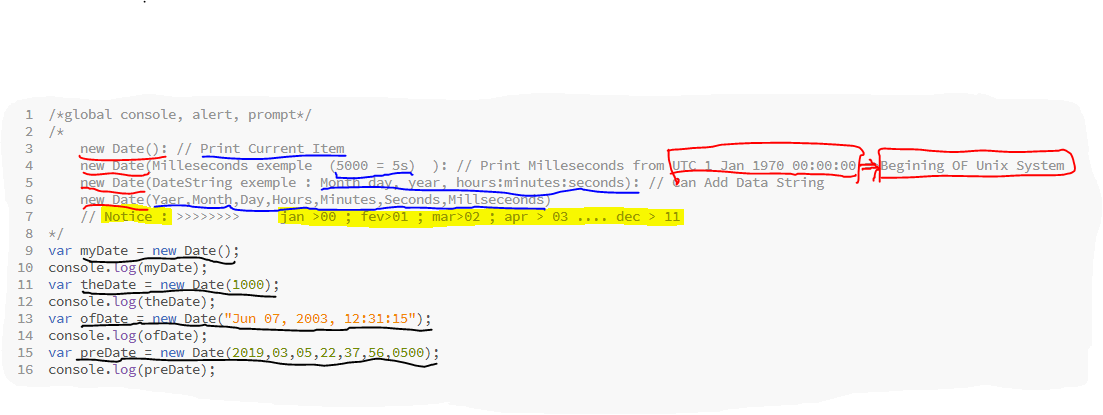 1 /*global console, alert, prompt*/
2 /*
3 new Date(): // Print Current Item
4 new Date(Milleseconds exemple (5000 = 5s) ): // Print Milleseconds from UTC 1 Jan 1970 00:00:00 => Begining OF Unix System
5 new Date(DateString exemple : Month day, year, hours:minutes:seconds): // Can Add Data String
6 new Date(Yaer,Month,Day,Hours,Minutes,Seconds,Millseceonds)
7 // Notice : >>>>>>>> jan >00 ; fev>01 ; mar>02 ; apr > 03 .... dec > 11
8 */
9 var myDate = new Date();
10 console.log(myDate);
11 var theDate = new Date(1000);
12 console.log(theDate);
13 var ofDate = new Date("Jun 07, 2003, 12:31:15");
14 console.log(ofDate);
15 var preDate = new Date(2019,03,05,22,37,56,0500);
16 console.log(preDate);